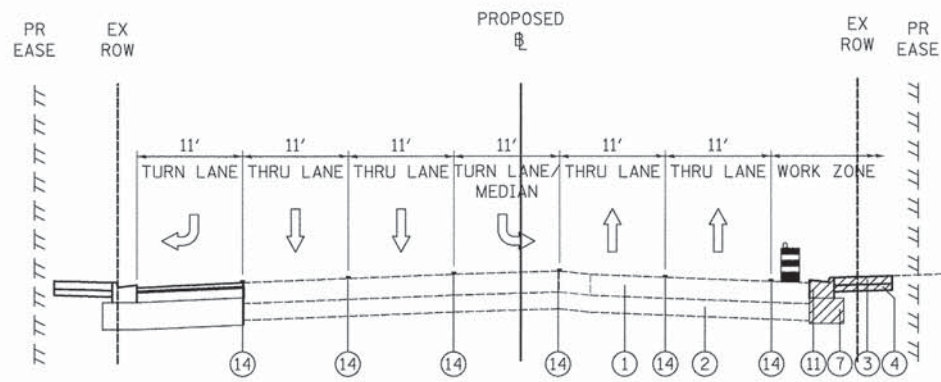 PR
EASE
EX
ROW
PROPOSED
℄
EX
ROW
PR
EASE
11' 11' 11' 11' 11' 11'
TURN LANE THRU LANE THRU LANE TURN LANE/ MEDIAN THRU LANE THRU LANE WORK ZONE
14 14 14 14 1 14 2 14 11 7 3 4